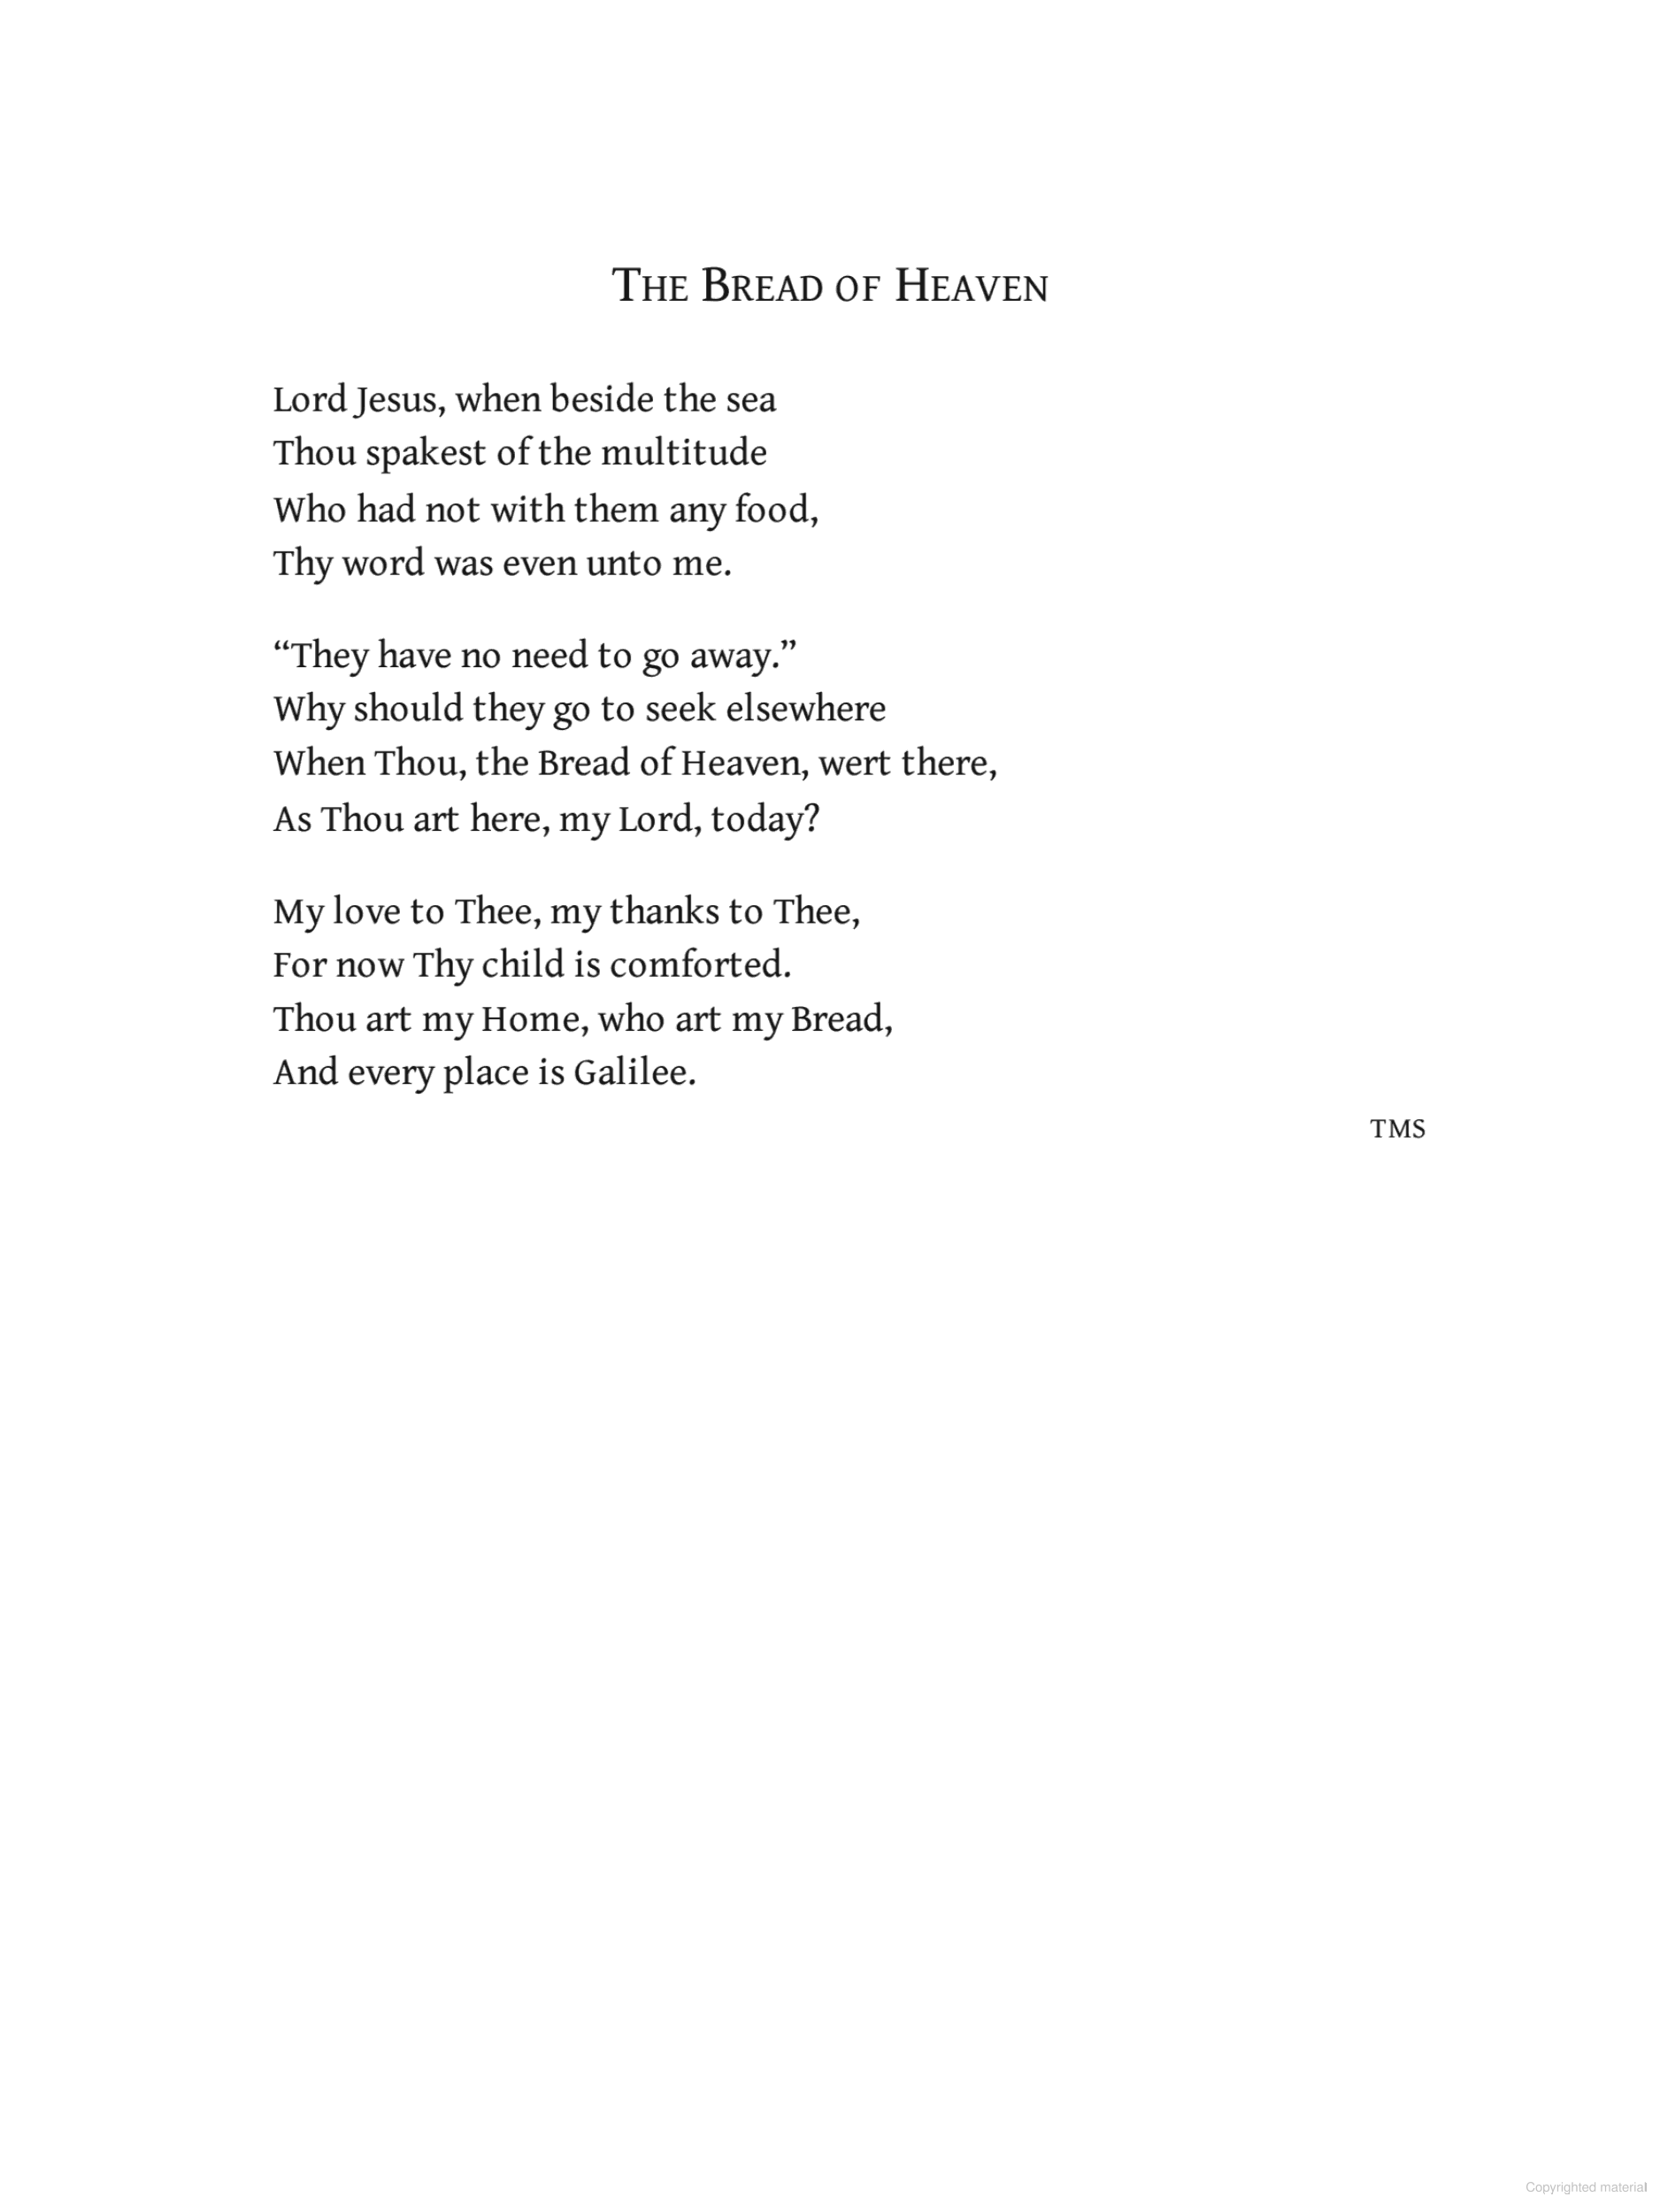 The Bread of Heaven
Lord Jesus, when beside the sea
Thou spakest of the multitude
Who had not with them any food,
Thy word was even unto me.
“They have no need to go away.”
Why should they go to seek elsewhere
When Thou, the Bread of Heaven, wert there,
As Thou art here, my Lord, today?
My love to Thee, my thanks to Thee,
For now Thy child is comforted.
Thou art my Home, who art my Bread,
And every place is Galilee.
TMS
Copyrighted material